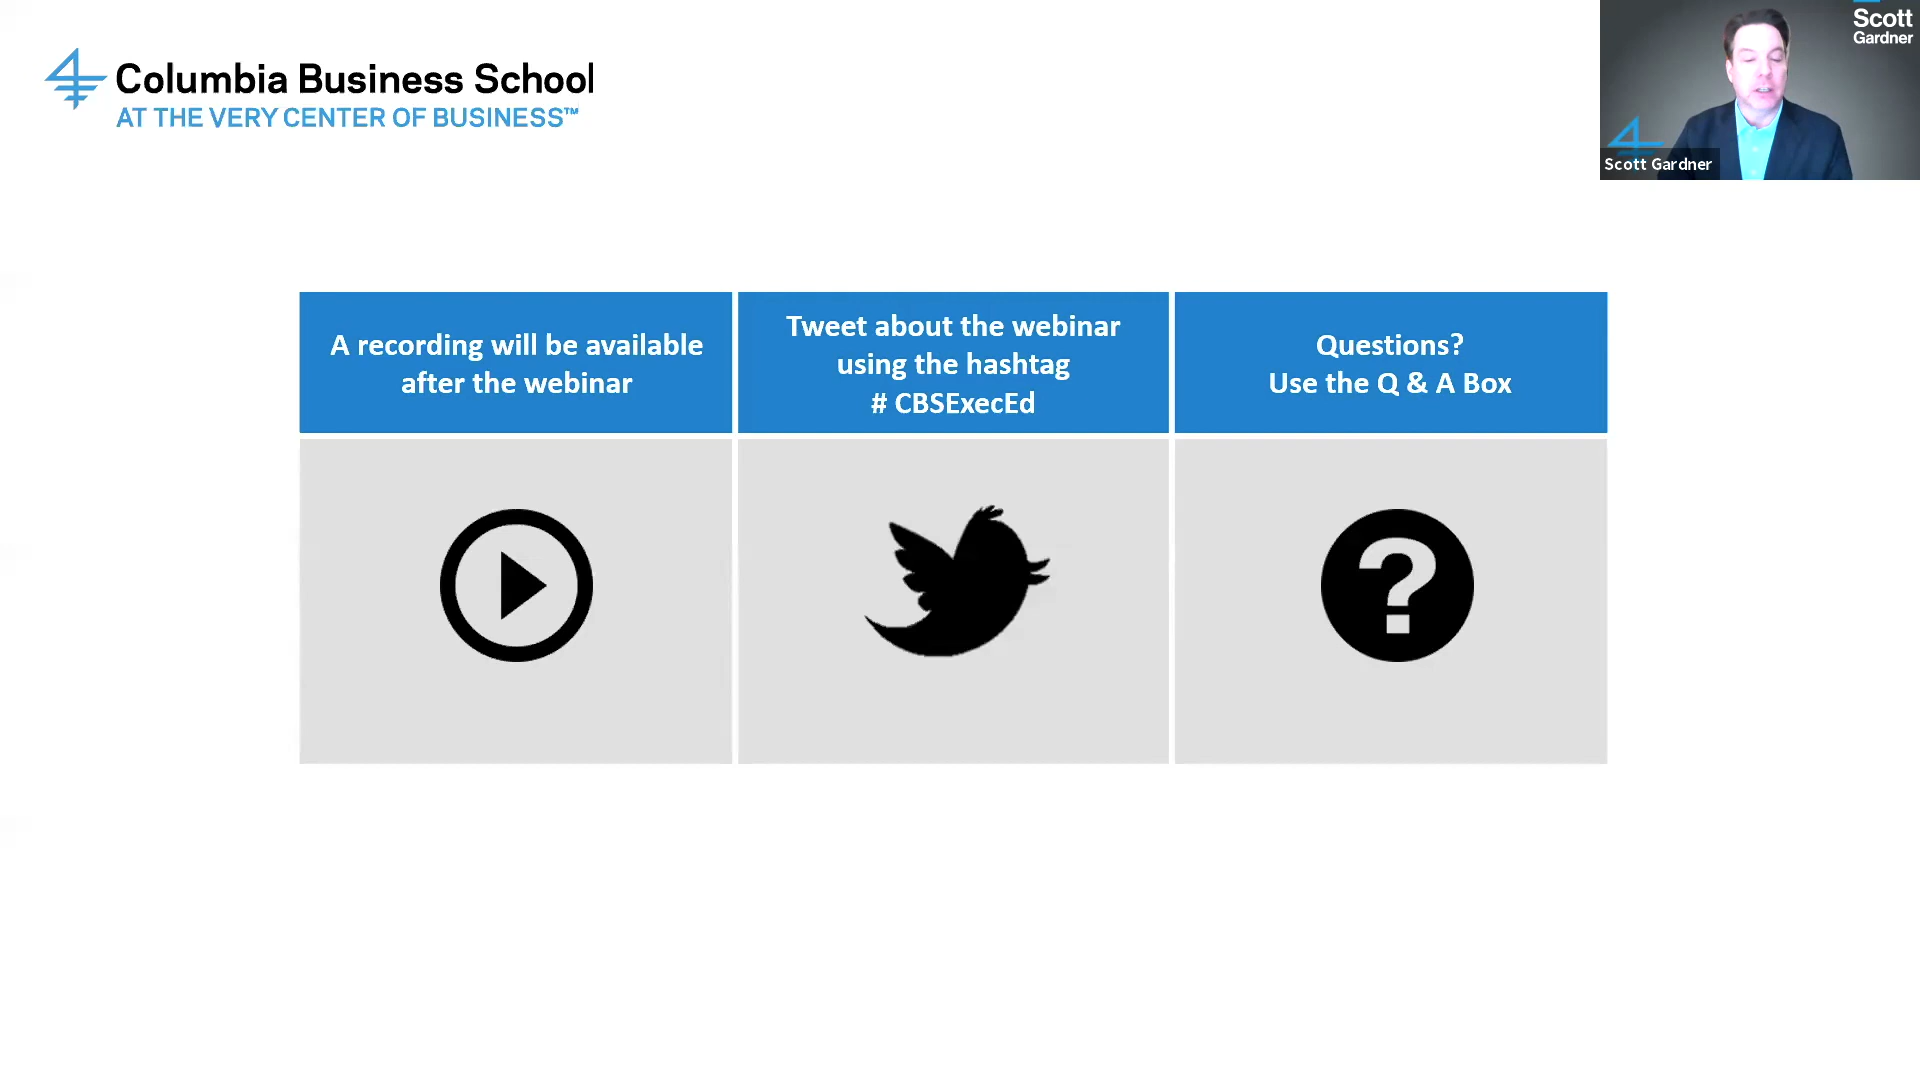 Columbia Business School
AT THE VERY CENTER OF BUSINESS™
Scott
Gardner
Scott Gardner
A recording will be available
after the webinar
Tweet about the webinar
using the hashtag
# CBSExecEd
Questions?
Use the Q & A Box
?